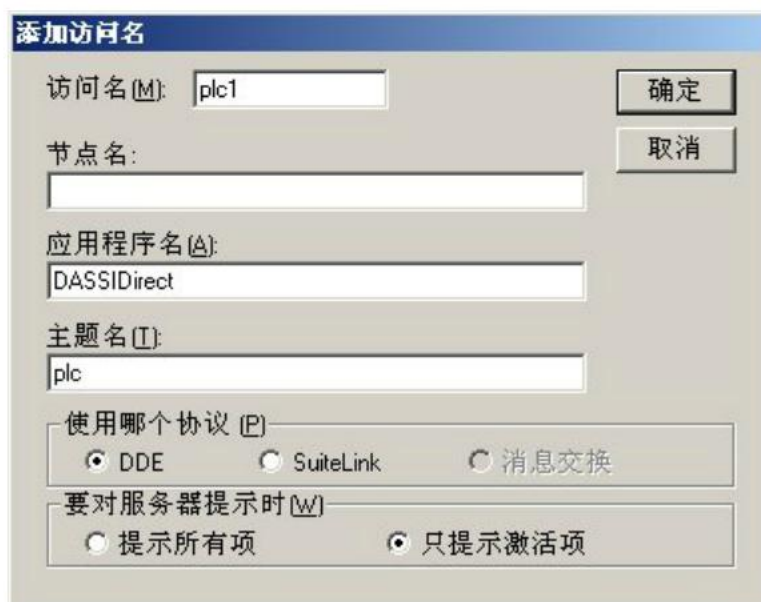 添加访问名
访问名(M): plc1
确定
节点名:
取消
应用程序名(A):
DASSIDirect
主题名(T):
plc
使用哪个协议 (P)
DDE SuiteLink 消息交换
要对服务器提示时(W)
提示所有项 只提示激活项